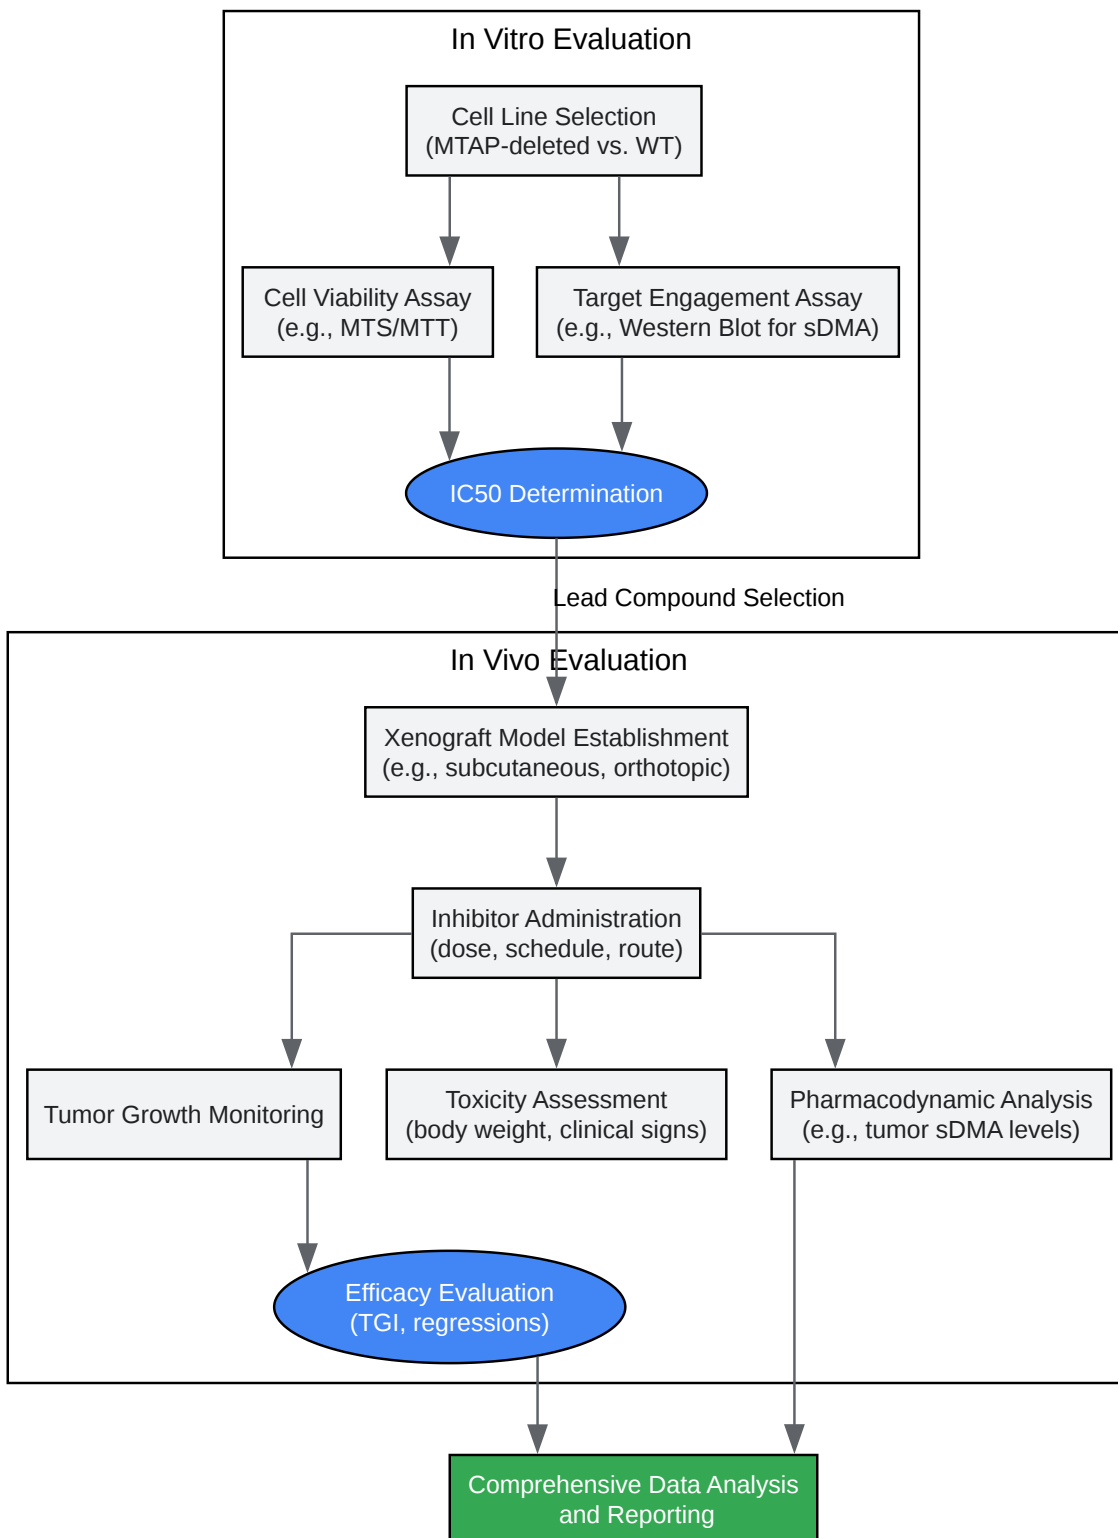 In Vitro Evaluation
Cell Line Selection
(MTAP-deleted vs. WT)
Cell Viability Assay
(e.g., MTS/MTT)
Target Engagement Assay
(e.g., Western Blot for sDMA)
IC50 Determination
Lead Compound Selection
In Vivo Evaluation
Xenograft Model Establishment
(e.g., subcutaneous, orthotopic)
Inhibitor Administration
(dose, schedule, route)
Tumor Growth Monitoring
Toxicity Assessment
(body weight, clinical signs)
Pharmacodynamic Analysis
(e.g., tumor sDMA levels)
Efficacy Evaluation
(TGI, regressions)
Comprehensive Data Analysis
and Reporting